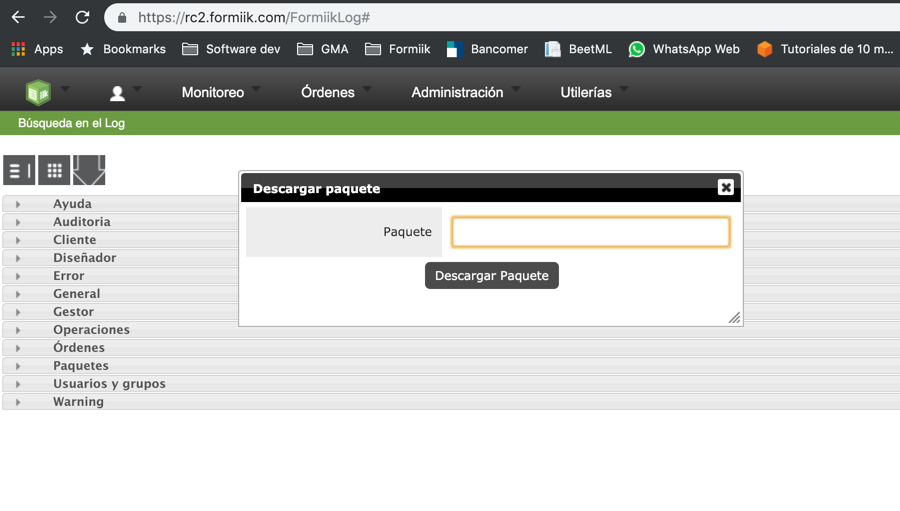 https://rc2.formiik.com/FormiikLog#
Apps Bookmarks Software dev GMA Formiik Bancomer BeetML WhatsApp Web Tutoriales de 10 m...
Monitoreo Órdenes Administración Utilerías
Búsqueda en el Log
Descargar paquete
Paquete
Descargar Paquete
Ayuda
Auditoria
Cliente
Diseñador
Error
General
Gestor
Operaciones
Órdenes
Paquetes
Usuarios y grupos
Warning